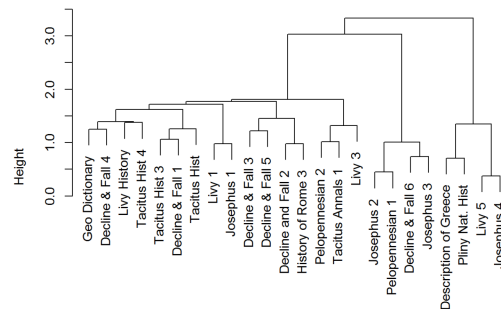 3.0
2.0
1.0
0.0
Height
Geo Dictionary
Decline & Fall 4
Livy History
Tacitus Hist 4
Tacitus Hist 3
Decline & Fall 1
Tacitus Hist
Livy 1
Josephus 1
Decline & Fall 3
Decline & Fall 5
Decline and Fall 2
History of Rome 3
Pelopennesian 2
Tacitus Annals 1
Livy 3
Josephus 2
Pelopennesian 1
Decline & Fall 6
Josephus 3
Description of Greece
Pliny Nat. Hist
Livy 5
Josephus 4